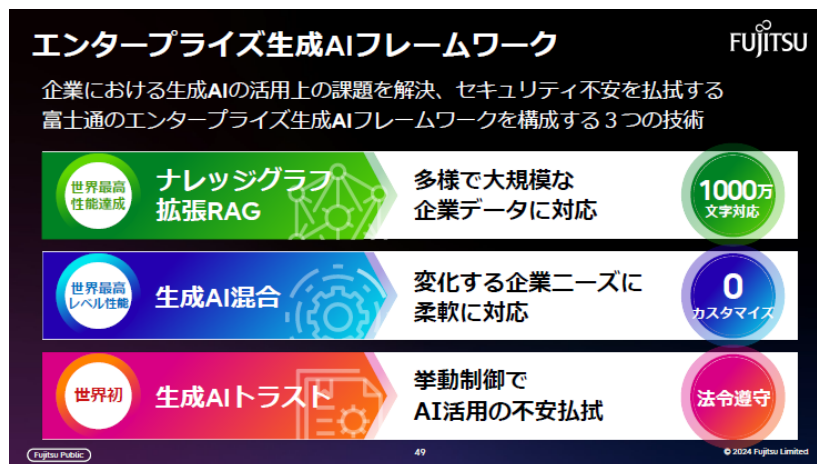 エンタープライズ生成AIフレームワーク
FUJITSU
企業における生成AIの活用上の課題を解決、セキュリティ不安を払拭する
富士通のエンタープライズ生成AIフレームワークを構成する３つの技術
世界最高
性能達成
ナレッジグラフ
拡張RAG
多様で大規模な
企業データに対応
1000万
文字対応
世界最高
レベル性能
生成AI混合
変化する企業ニーズに
柔軟に対応
0
カスタマイズ
世界初
生成AIトラスト
挙動制御で
AI活用の不安払拭
法令遵守
Fujitsu Public
49
© 2024 Fujitsu Limited